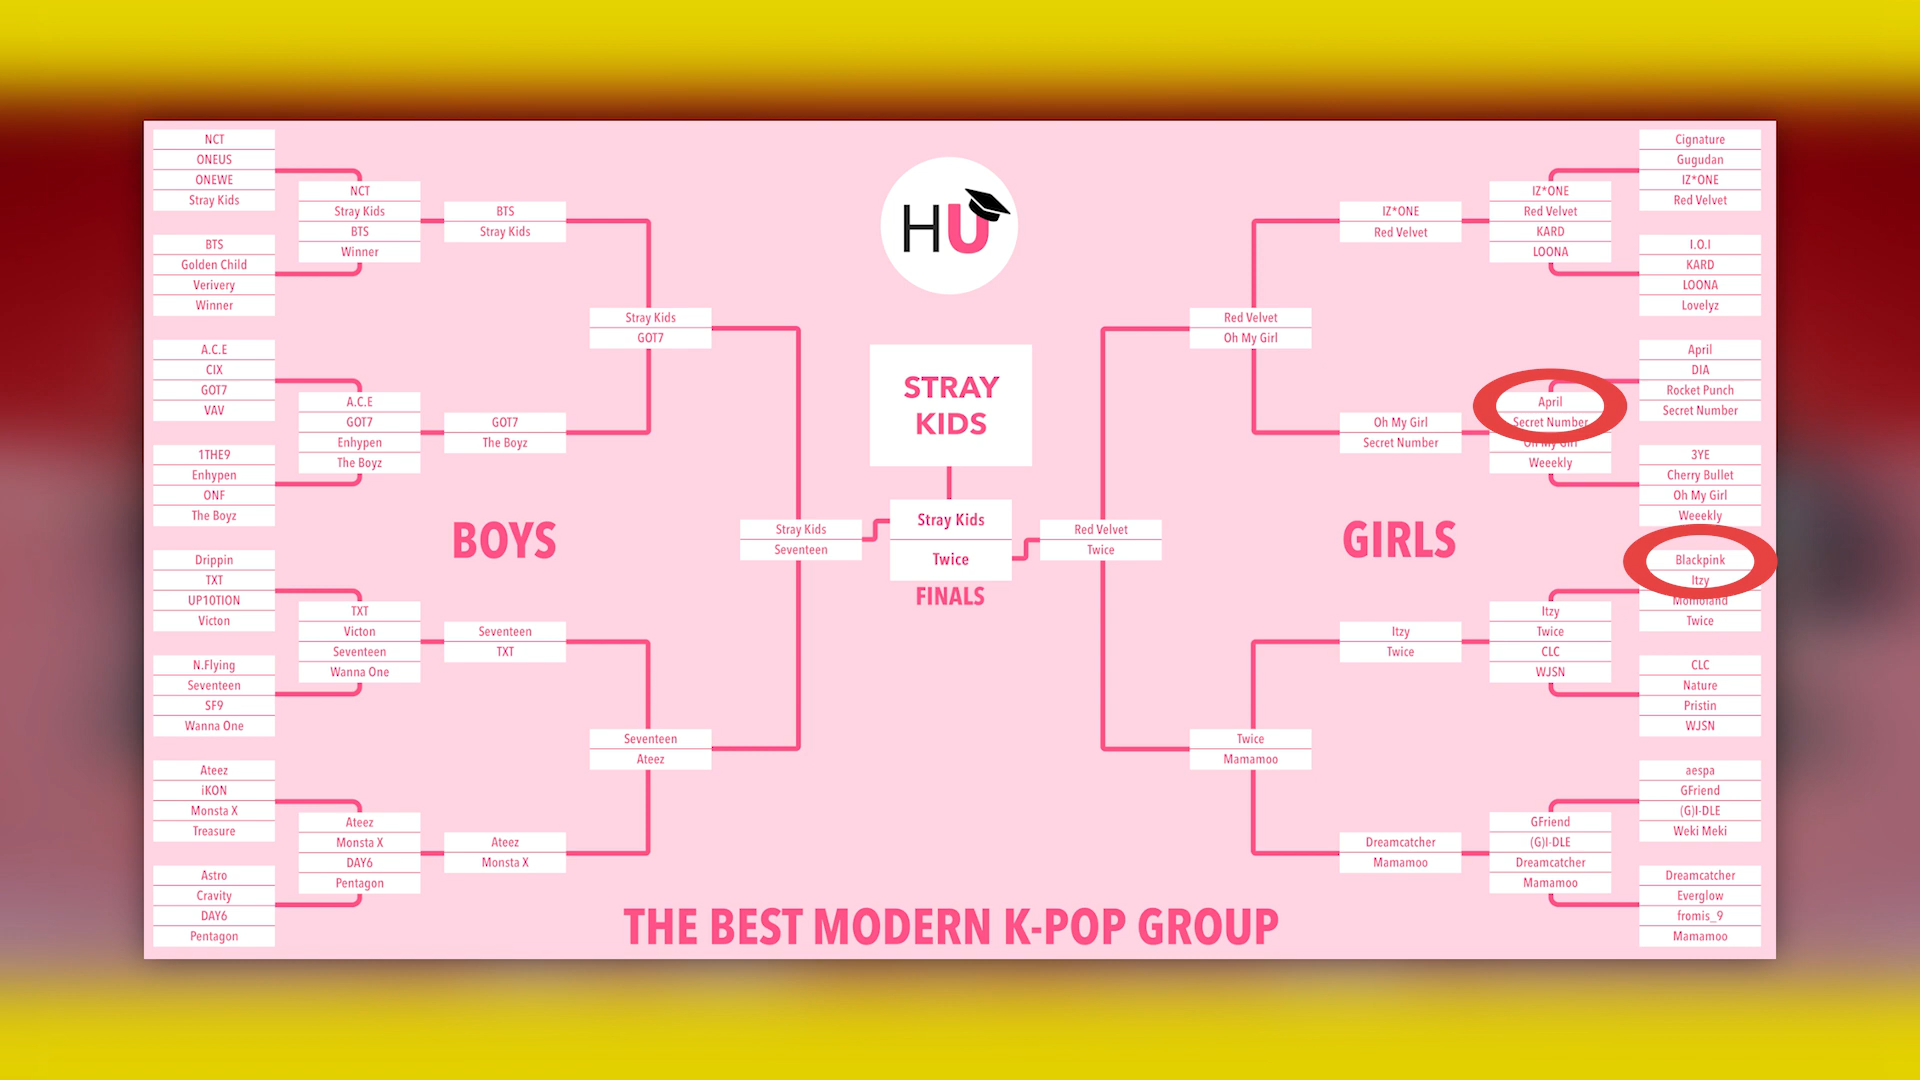 NCT
ONEUS
ONEWE
Stray Kids
BTS
Golden Child
Verivery
Winner
A.C.E
CIX
GOT7
VAV
1THE9
Enhypen
ONF
The Boyz
Drippin
TXT
UP10TION
Victon
N.Flying
Seventeen
SF9
Wanna One
Ateez
iKON
Monsta X
Treasure
Astro
Cravity
DAY6
Pentagon
NCT
Stray Kids
BTS
Winner
A.C.E
GOT7
Enhypen
The Boyz
TXT
Victon
Seventeen
Wanna One
Ateez
Monsta X
DAY6
Pentagon
BTS
Stray Kids
GOT7
The Boyz
Seventeen
TXT
Ateez
Monsta X
BOYS
Stray Kids
GOT7
Seventeen
Ateez
Stray Kids
Seventeen
HU
STRAY
KIDS
Stray Kids
Twice
FINALS
Red Velvet
Twice
Red Velvet
Oh My Girl
Twice
Mamamoo
GIRLS
IZ*ONE
Red Velvet
Oh My Girl
Secret Number
Itzy
Twice
Dreamcatcher
Mamamoo
IZ*ONE
Red Velvet
KARD
LOONA
April
Secret Number
Oh My Girl
Weeekly
Itzy
Twice
CLC
WJSN
GFriend
(G)I-DLE
Dreamcatcher
Mamamoo
Cignature
Gugudan
IZ*ONE
Red Velvet
I.O.I
KARD
LOONA
Lovelyz
April
DIA
Rocket Punch
Secret Number
3YE
Cherry Bullet
Oh My Girl
Weeekly
Blackpink
Itzy
Momoland
Twice
CLC
Nature
Pristin
WJSN
aespa
GFriend
(G)I-DLE
Weki Meki
Dreamcatcher
Everglow
fromis_9
Mamamoo
THE BEST MODERN K-POP GROUP